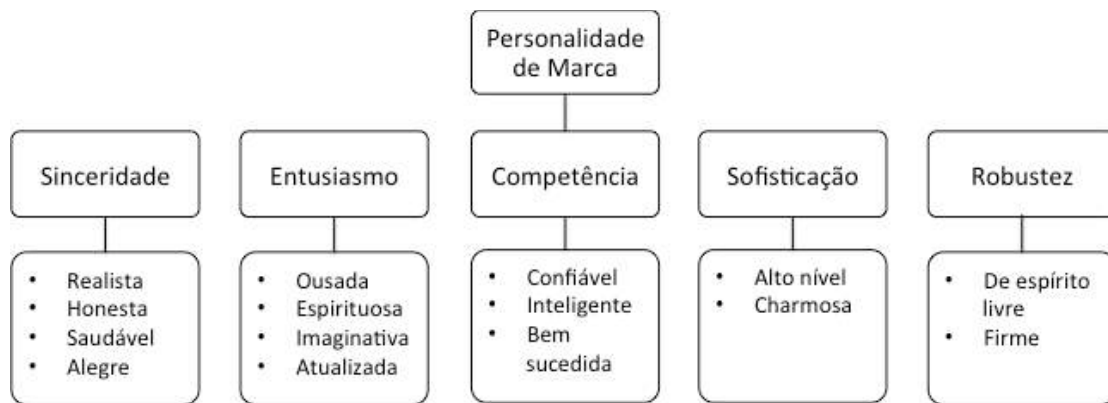 Personalidade
de Marca
Sinceridade
Entusiasmo
Competência
Sofisticação
Robustez
• Realista
• Honesta
• Saudável
• Alegre
• Ousada
• Espirituosa
• Imaginativa
• Atualizada
• Confiável
• Inteligente
• Bem
sucedida
• Alto nível
• Charmosa
• De espírito
livre
• Firme